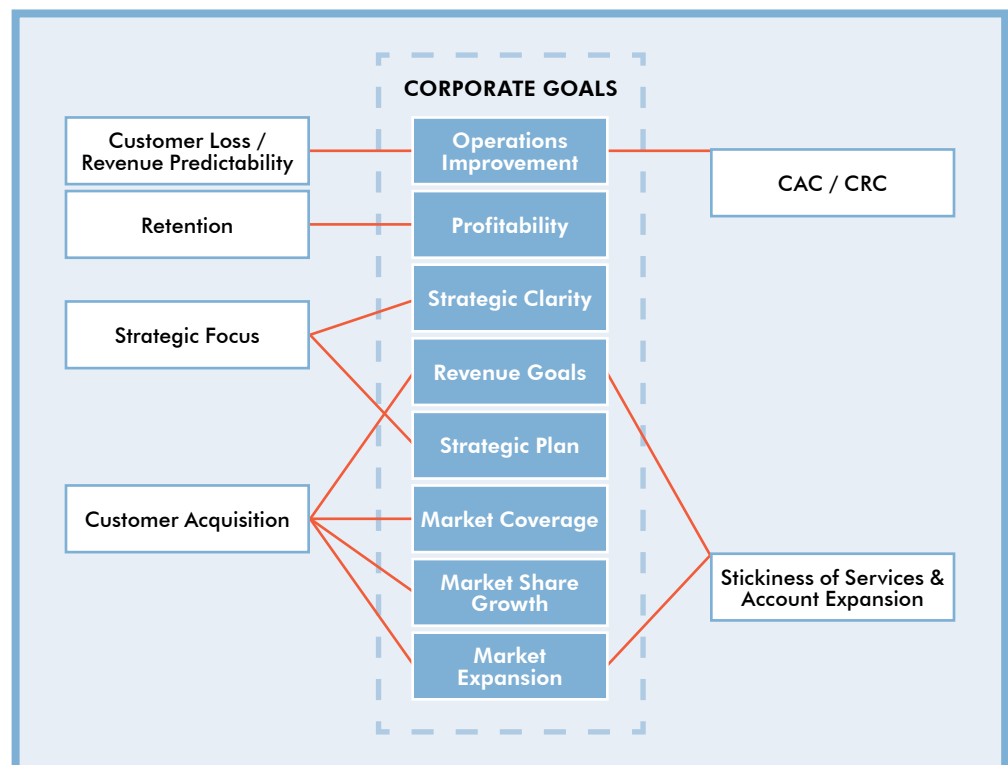 CORPORATE GOALS
Customer Loss /
Revenue Predictability
Retention
Strategic Focus
Customer Acquisition
Operations
Improvement
Profitability
Strategic Clarity
Revenue Goals
Strategic Plan
Market Coverage
Market Share
Growth
Market
Expansion
CAC / CRC
Stickiness of Services &
Account Expansion